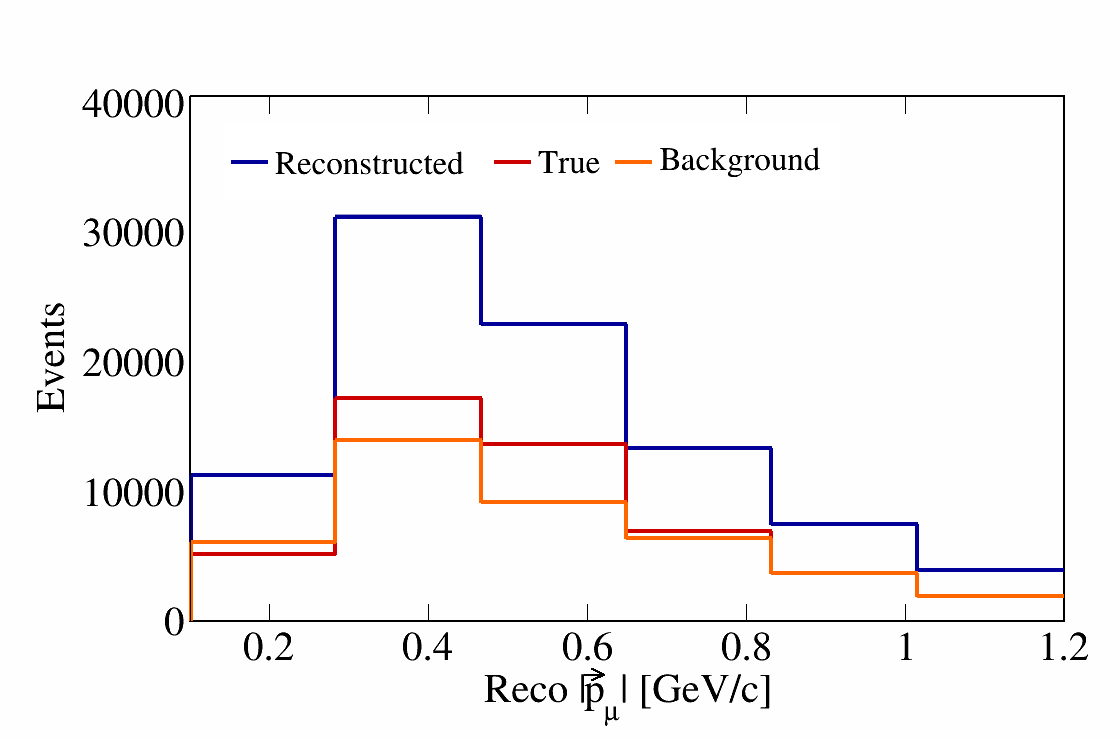 40000
Reconstructed True Background
30000
20000
10000
0
Events
0.2 0.4 0.6 0.8 1 1.2
Reco |p⃗_μ| [GeV/c]